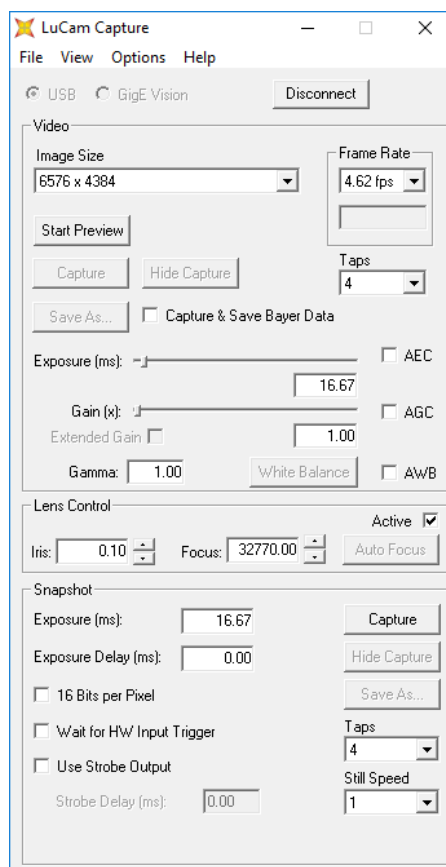 LuCam Capture
File View Options Help
USB GigE Vision Disconnect
Video
Image Size
Frame Rate
6576 x 4384
4.62 fps
Start Preview
Taps
Capture Hide Capture
4
Save As... Capture & Save Bayer Data
Exposure (ms): AEC
16.67
Gain (x): AGC
Extended Gain 1.00
Gamma: 1.00 White Balance AWB
Lens Control
Active
Iris: 0.10 Focus: 32770.00 Auto Focus
Snapshot
Exposure (ms): 16.67 Capture
Exposure Delay (ms): 0.00 Hide Capture
16 Bits per Pixel Save As...
Wait for HW Input Trigger Taps
4
Use Strobe Output Still Speed
Strobe Delay (ms): 0.00 1